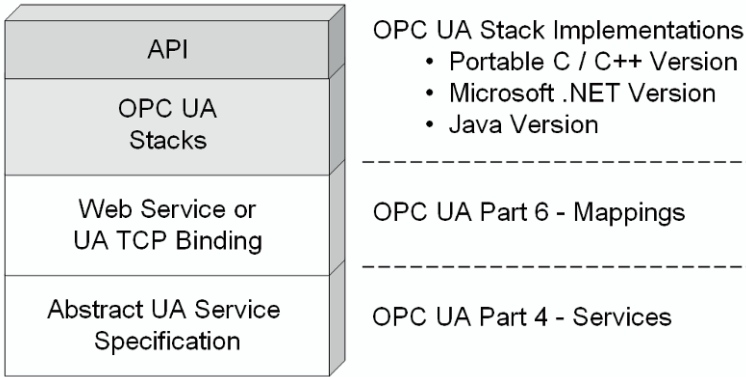 API
OPC UA
Stacks
Web Service or
UA TCP Binding
Abstract UA Service
Specification
OPC UA Stack Implementations
• Portable C / C++ Version
• Microsoft .NET Version
• Java Version
OPC UA Part 6 - Mappings
OPC UA Part 4 - Services